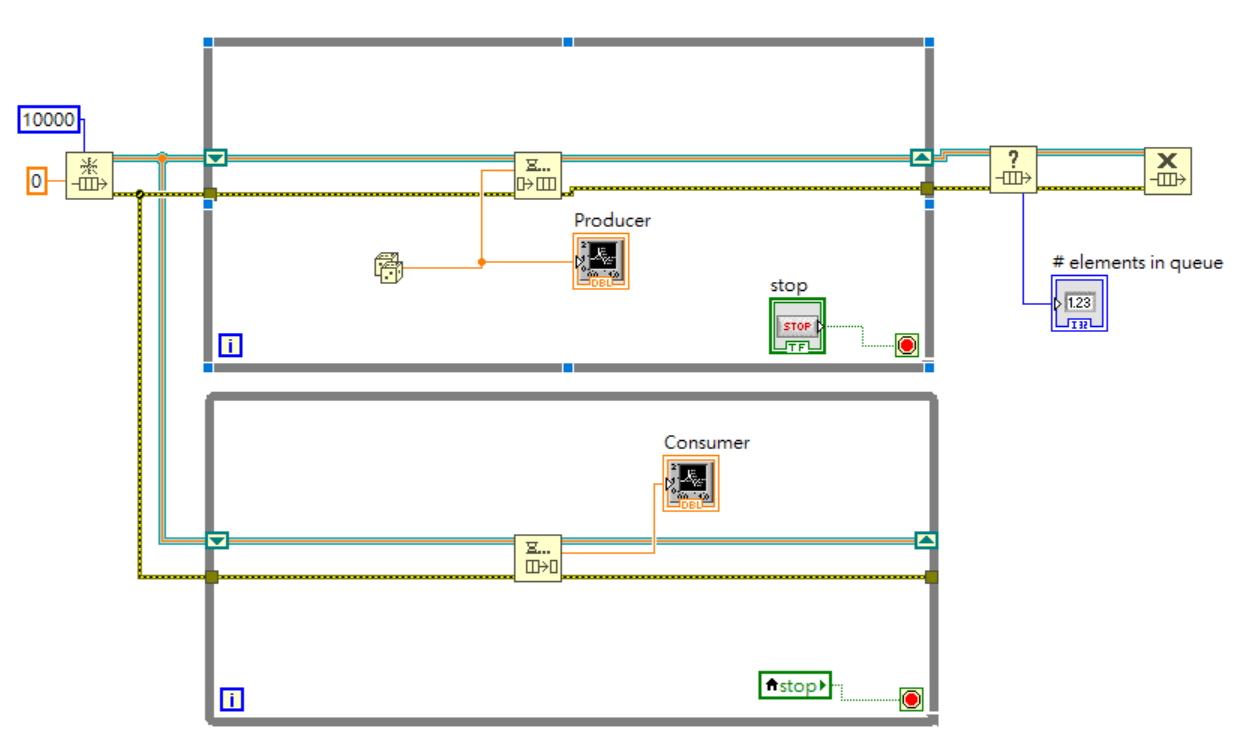 10000
0
?
X
Producer
DBL
# elements in queue
1.23
I32
stop
STOP
TF
i
Consumer
DBL
stop
i